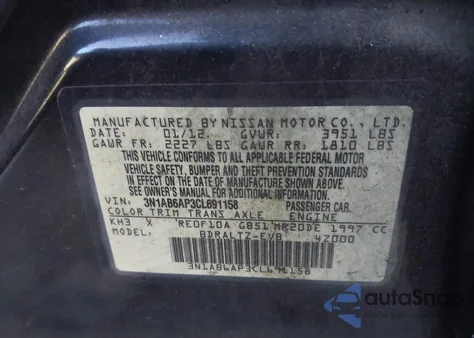 MANUFACTURED BY NISSAN MOTOR CO., LTD.
DATE: 01/12 GVWR: 3951 LBS
GAWR FR: 2227 LBS GAWR RR: 1810 LBS
THIS VEHICLE CONFORMS TO ALL APPLICABLE FEDERAL MOTOR
VEHICLE SAFETY, BUMPER AND THEFT PREVENTION STANDARDS
IN EFFECT ON THE DATE OF MANUFACTURE SHOWN ABOVE.
SEE OWNER'S MANUAL FOR ADDITIONAL INFORMATION
VIN: 3N1AB6AP3CL691158 PASSENGER CAR
COLOR TRIM TRANS AXLE ENGINE
KH3 X RE0F10A GB51 MR20DE 1997 CC
MODEL: BDRALTZ-EVB 4Z000
3N1AB6AP3CL691158
autaSnap